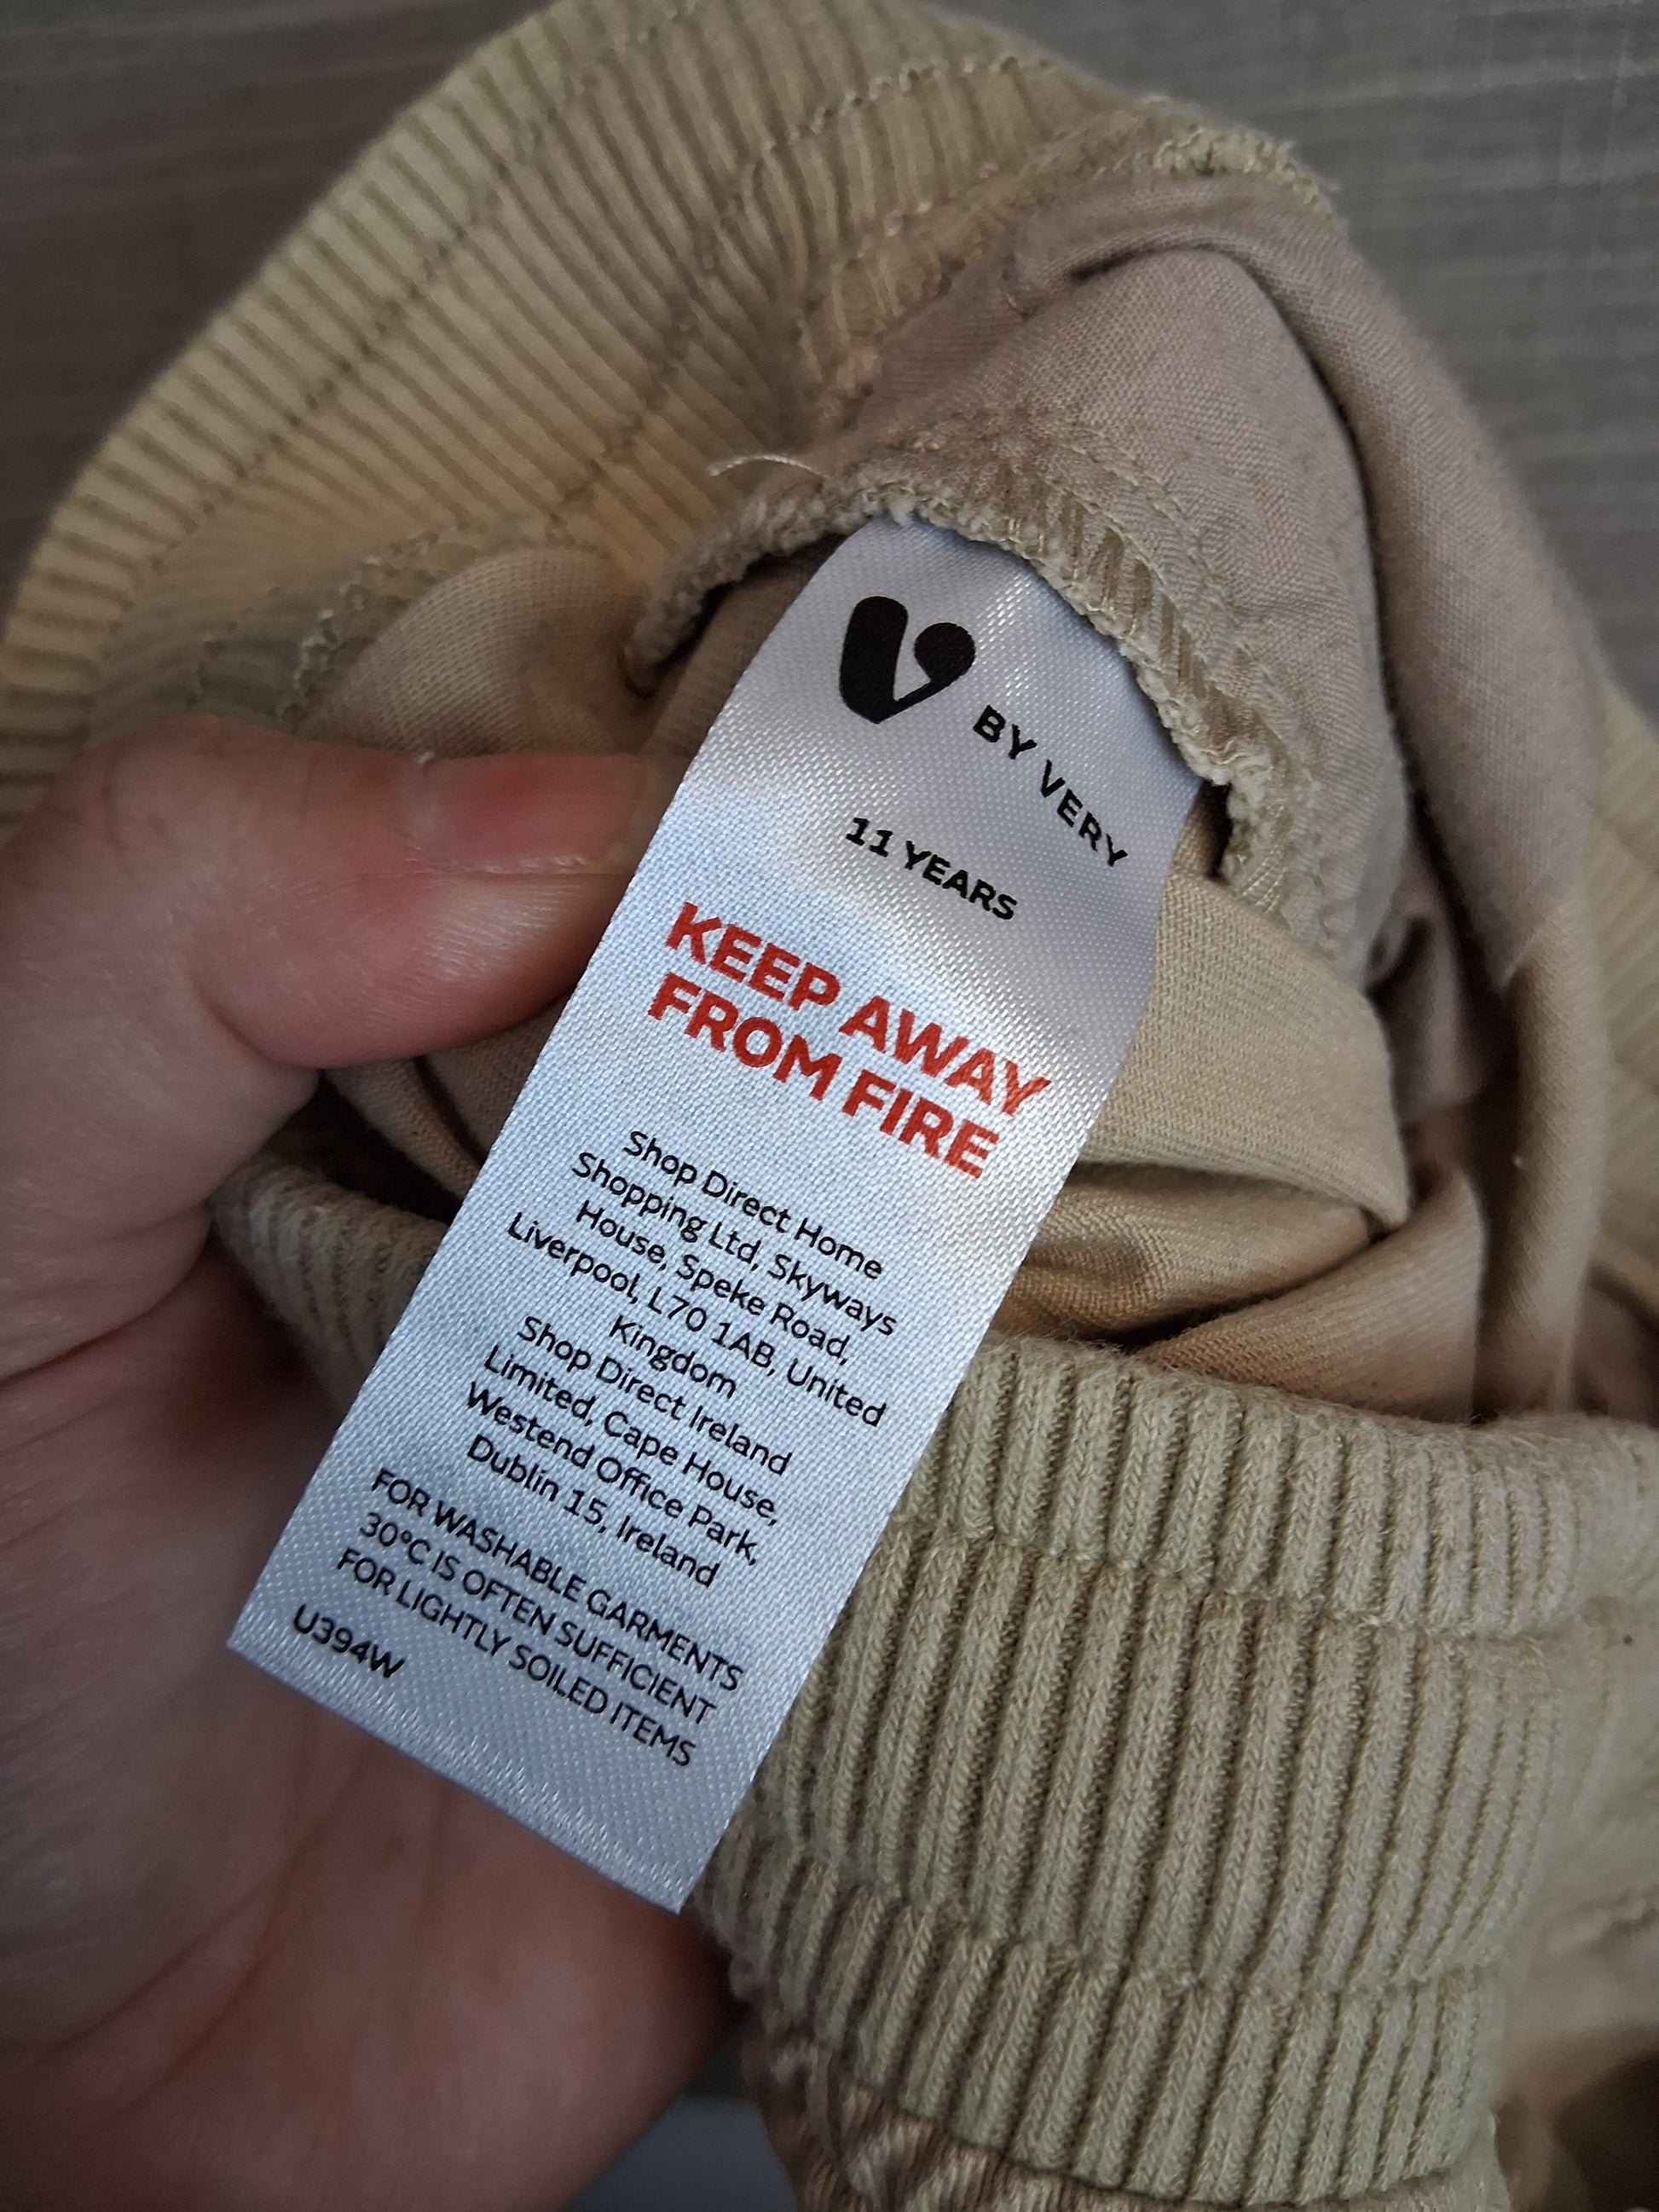 V BY VERY
11 YEARS
KEEP AWAY
FROM FIRE
Shop Direct Home
Shopping Ltd, Skyways
House, Speke Road,
Liverpool, L70 1AB, United
Kingdom
Shop Direct Ireland
Limited, Cape House,
Westend Office Park,
Dublin 15, Ireland
FOR WASHABLE GARMENTS
30°C IS OFTEN SUFFICIENT
FOR LIGHTLY SOILED ITEMS
U394W